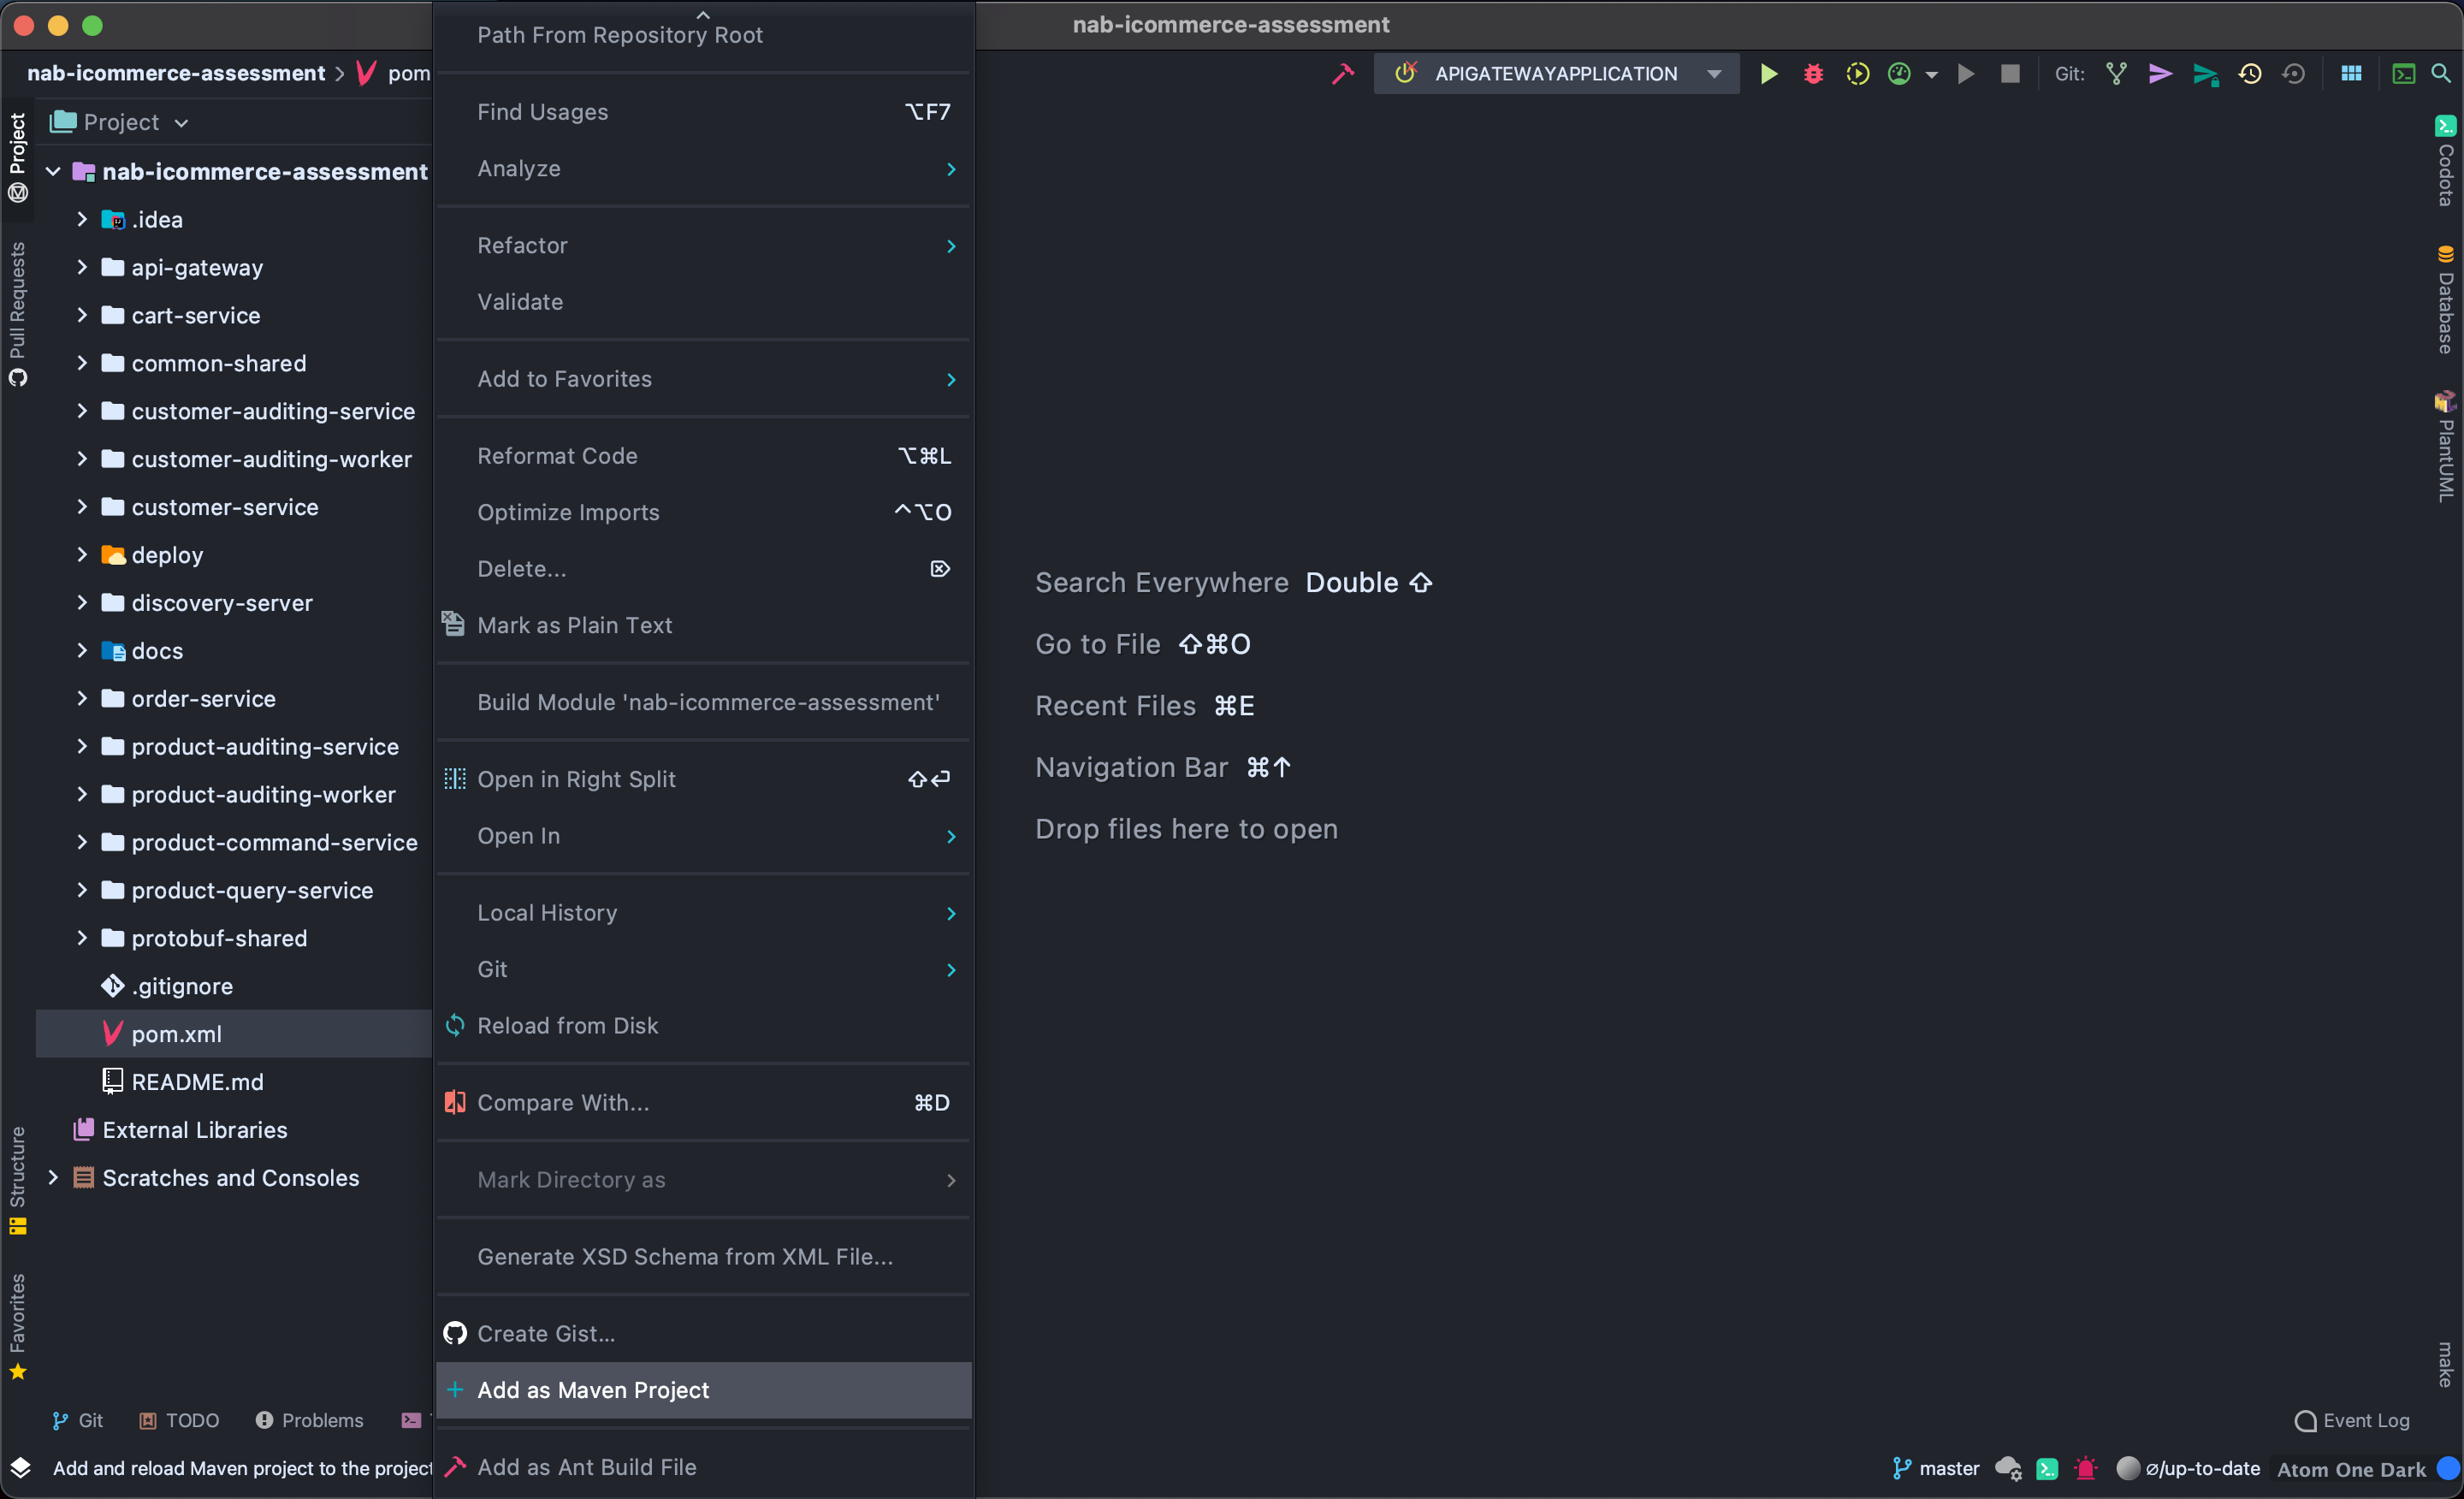 nab-icommerce-assessment
nab-icommerce-assessment
pom
APIGATEWAYAPPLICATION
Git:
Project
Pull Requests
Structure
Favorites
Project
nab-icommerce-assessment
.idea
api-gateway
cart-service
common-shared
customer-auditing-service
customer-auditing-worker
customer-service
deploy
discovery-server
docs
order-service
product-auditing-service
product-auditing-worker
product-command-service
product-query-service
protobuf-shared
.gitignore
pom.xml
README.md
External Libraries
Scratches and Consoles
Path From Repository Root
Find Usages ⌥F7
Analyze
Refactor
Validate
Add to Favorites
Reformat Code ⌥⌘L
Optimize Imports ^⌥O
Delete... ⌦
Mark as Plain Text
Build Module 'nab-icommerce-assessment'
Open in Right Split ⇧⏎
Open In
Local History
Git
Reload from Disk
Compare With... ⌘D
Mark Directory as
Generate XSD Schema from XML File...
Create Gist...
Add as Maven Project
Add as Ant Build File
Search Everywhere Double ⇧
Go to File ⇧⌘O
Recent Files ⌘E
Navigation Bar ⌘↑
Drop files here to open
Codota
Database
PlantUML
make
Git
TODO
Problems
Event Log
Add and reload Maven project to the project
master
⌀/up-to-date
Atom One Dark